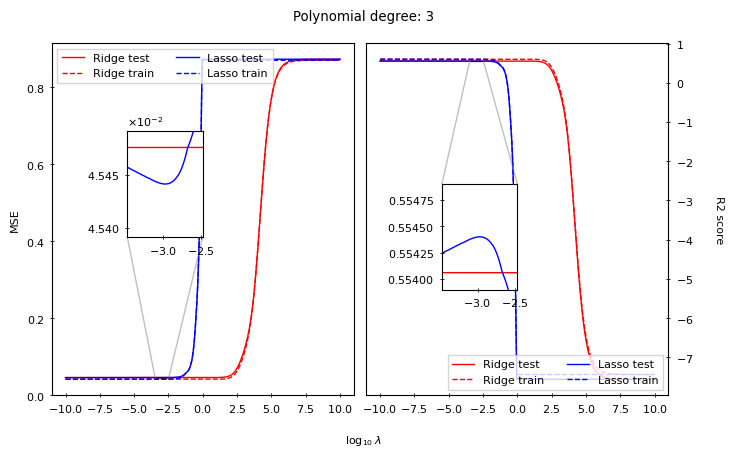 Polynomial degree: 3
Ridge test
Ridge train
Lasso test
Lasso train
MSE
0.8
0.6
0.4
0.2
0.0
×10⁻²
4.545
4.540
−3.0 −2.5
−10.0 −7.5 −5.0 −2.5 0.0 2.5 5.0 7.5 10.0
1
0
−1
−2
−3
−4
−5
−6
−7
R2 score
0.55475
0.55450
0.55425
0.55400
−3.0 −2.5
Ridge test
Ridge train
Lasso test
Lasso train
−10.0 −7.5 −5.0 −2.5 0.0 2.5 5.0 7.5 10.0
log₁₀ λ